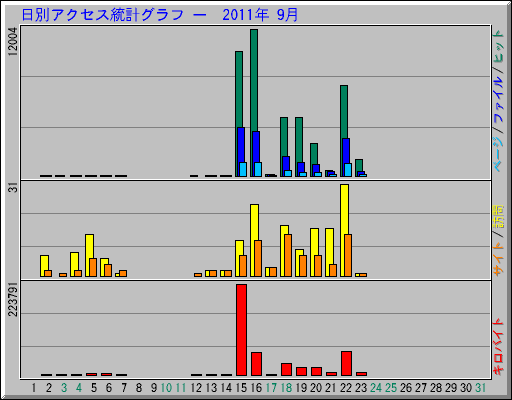 日別アクセス統計グラフ ー 2011年 9月
12004
ページ / ファイル / ヒット
31
サイト / 訪問
223791
キロバイト
1 2 3 4 5 6 7 8 9 10 11 12 13 14 15 16 17 18 19 20 21 22 23 24 25 26 27 28 29 30 31